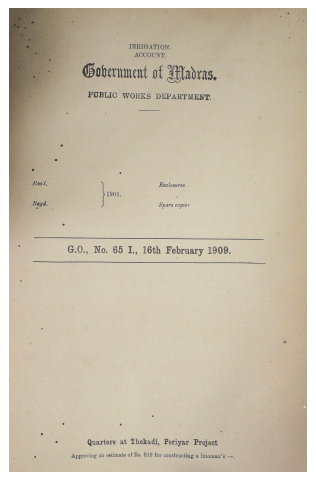 IRRIGATION.
ACCOUNT.
Government of Madras.
PUBLIC WORKS DEPARTMENT.
Recd. } 1909. Enclosures
Regd. Spare copies
G.O., No. 65 I., 16th February 1909.
Quarters at Thekadi, Periyar Project
Approving an estimate of Rs. 810 for constructing a lineman's —.